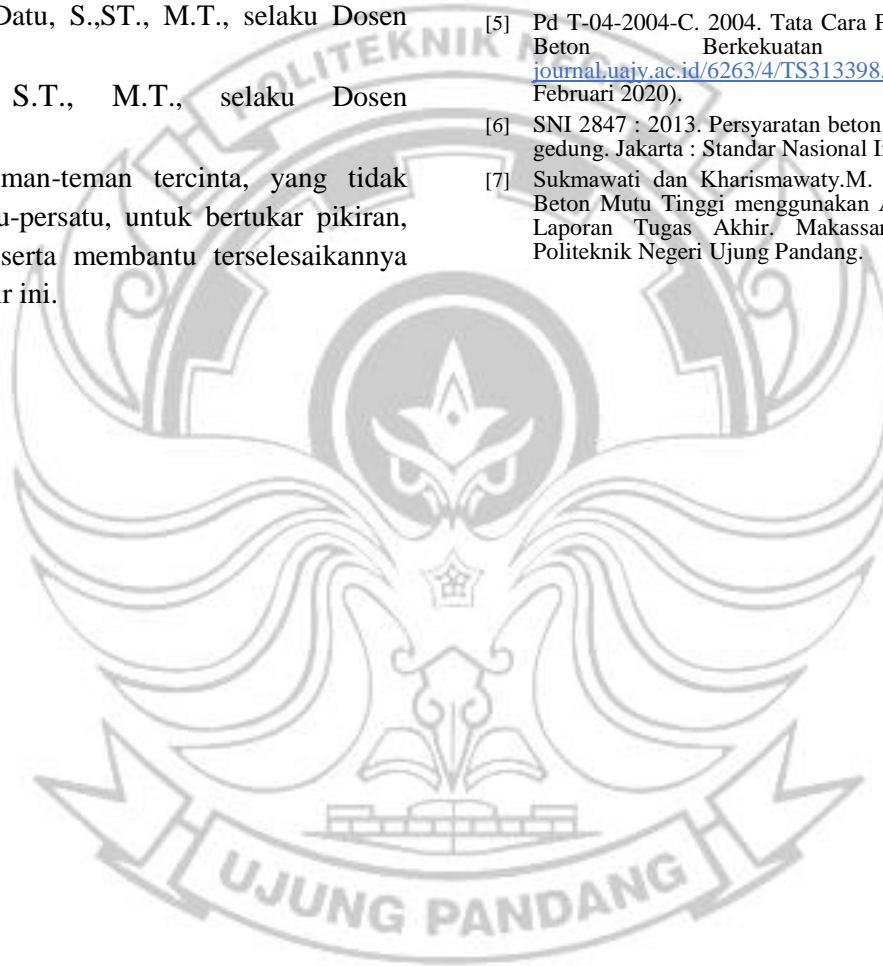 Datu, S.,ST., M.T., selaku Dosen
S.T., M.T., selaku Dosen
man-teman tercinta, yang tidak
u-persatu, untuk bertukar pikiran,
serta membantu terselesaikannya
ir ini.
[5] Pd T-04-2004-C. 2004. Tata Cara P
Beton Berkekuatan
journal.uajy.ac.id/6263/4/TS313398.
Februari 2020).
[6] SNI 2847 : 2013. Persyaratan beton
gedung. Jakarta : Standar Nasional I
[7] Sukmawati dan Kharismawaty.M.
Beton Mutu Tinggi menggunakan A
Laporan Tugas Akhir. Makassar
Politeknik Negeri Ujung Pandang.
POLITEKNIK NEGERI
UJUNG PANDANG